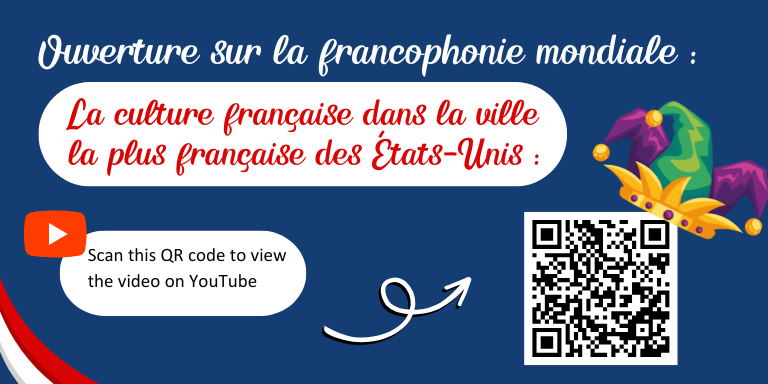 Ouverture sur la francophonie mondiale :
La culture française dans la ville
la plus française des États-Unis :
Scan this QR code to view
the video on YouTube